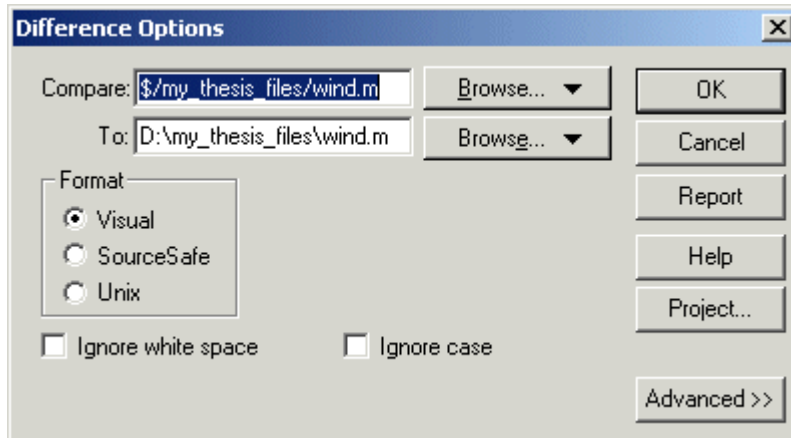 Difference Options
Compare: $/my_thesis_files/wind.m Browse...
To: D:\my_thesis_files\wind.m Browse...
Format
Visual
SourceSafe
Unix
Ignore white space Ignore case
OK
Cancel
Report
Help
Project...
Advanced >>